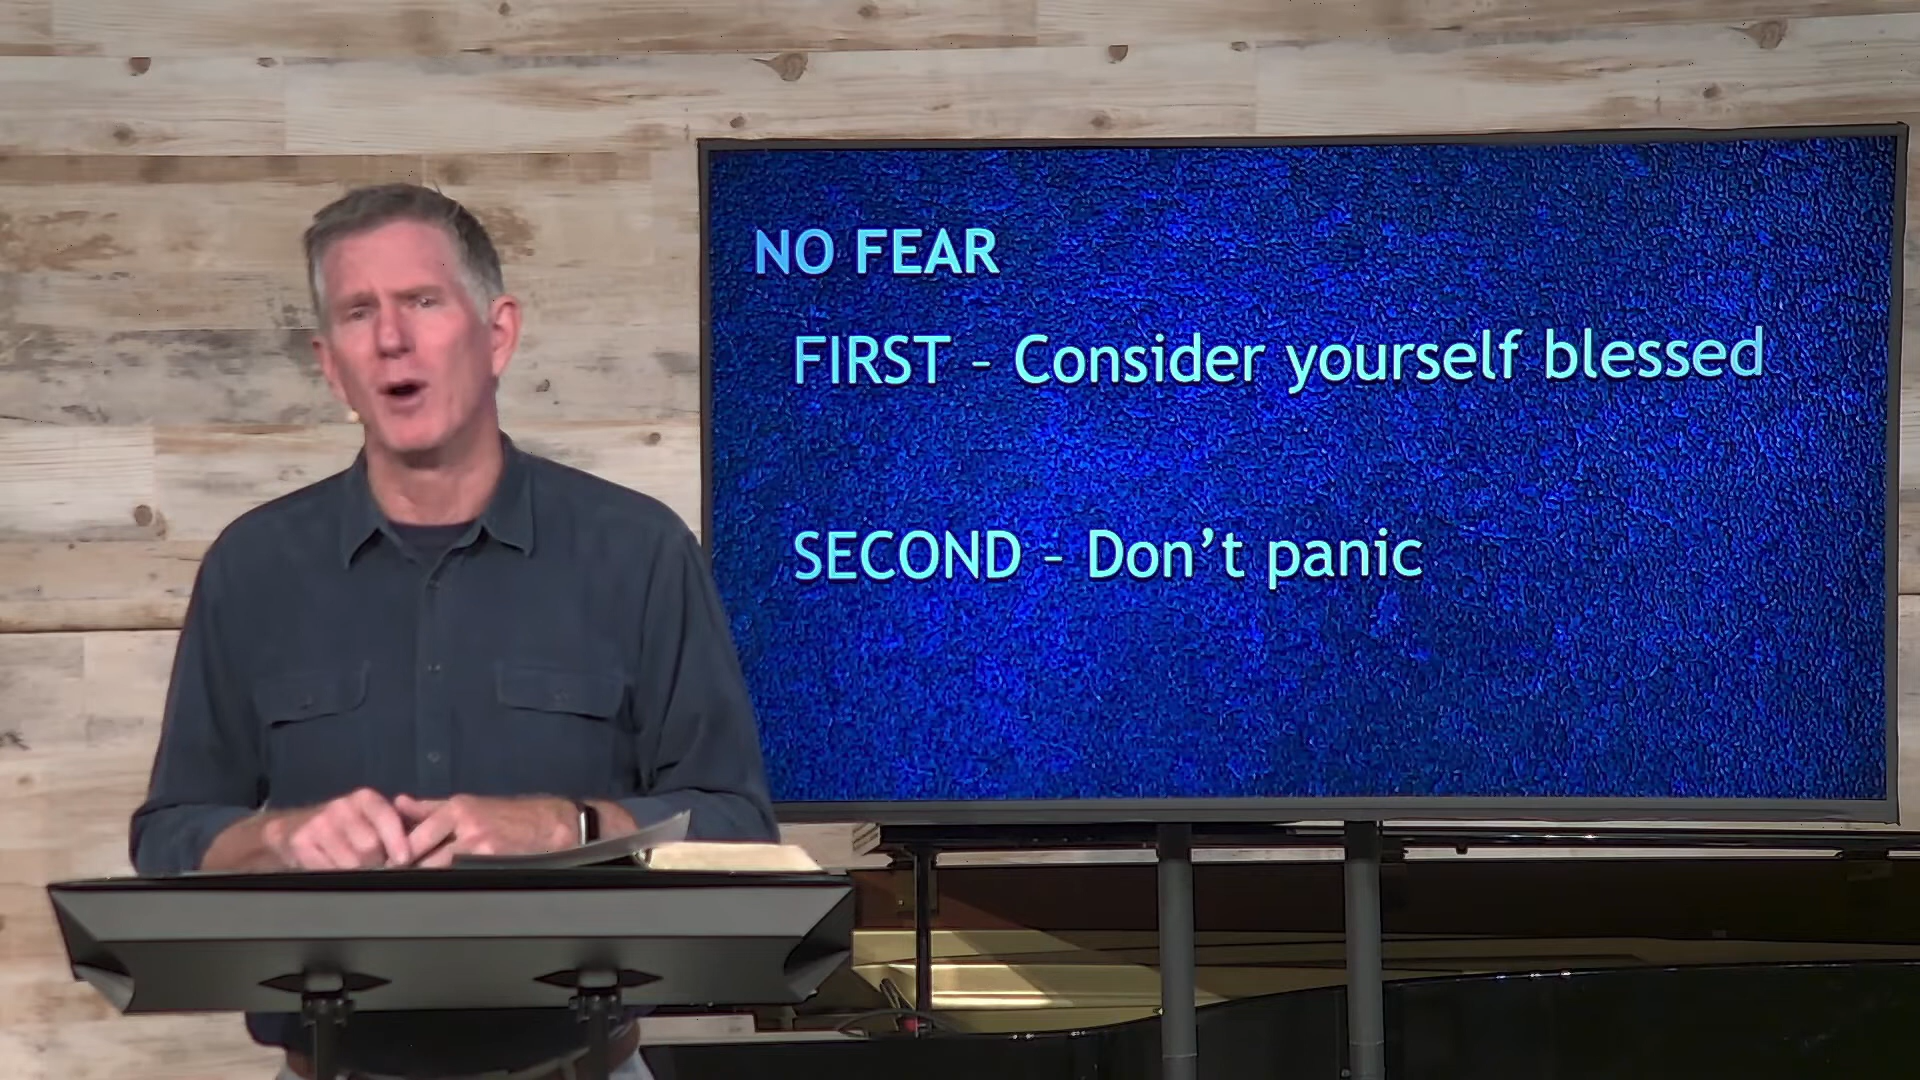 NO FEAR
FIRST – Consider yourself blessed
SECOND – Don’t panic